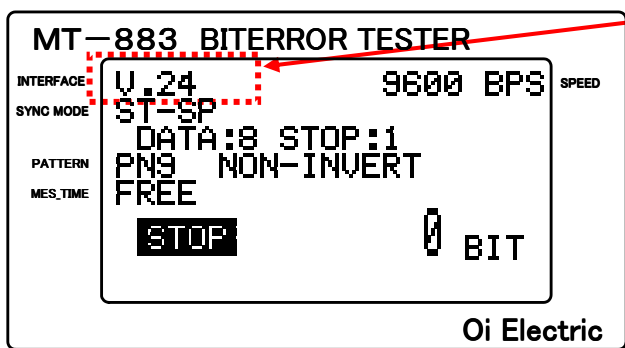 MT-883 BITERROR TESTER
INTERFACE V.24 9600 BPS SPEED
SYNC MODE ST-SP
DATA:8 STOP:1
PATTERN PN9 NON-INVERT
MES_TIME FREE
STOP 0 BIT
Oi Electric